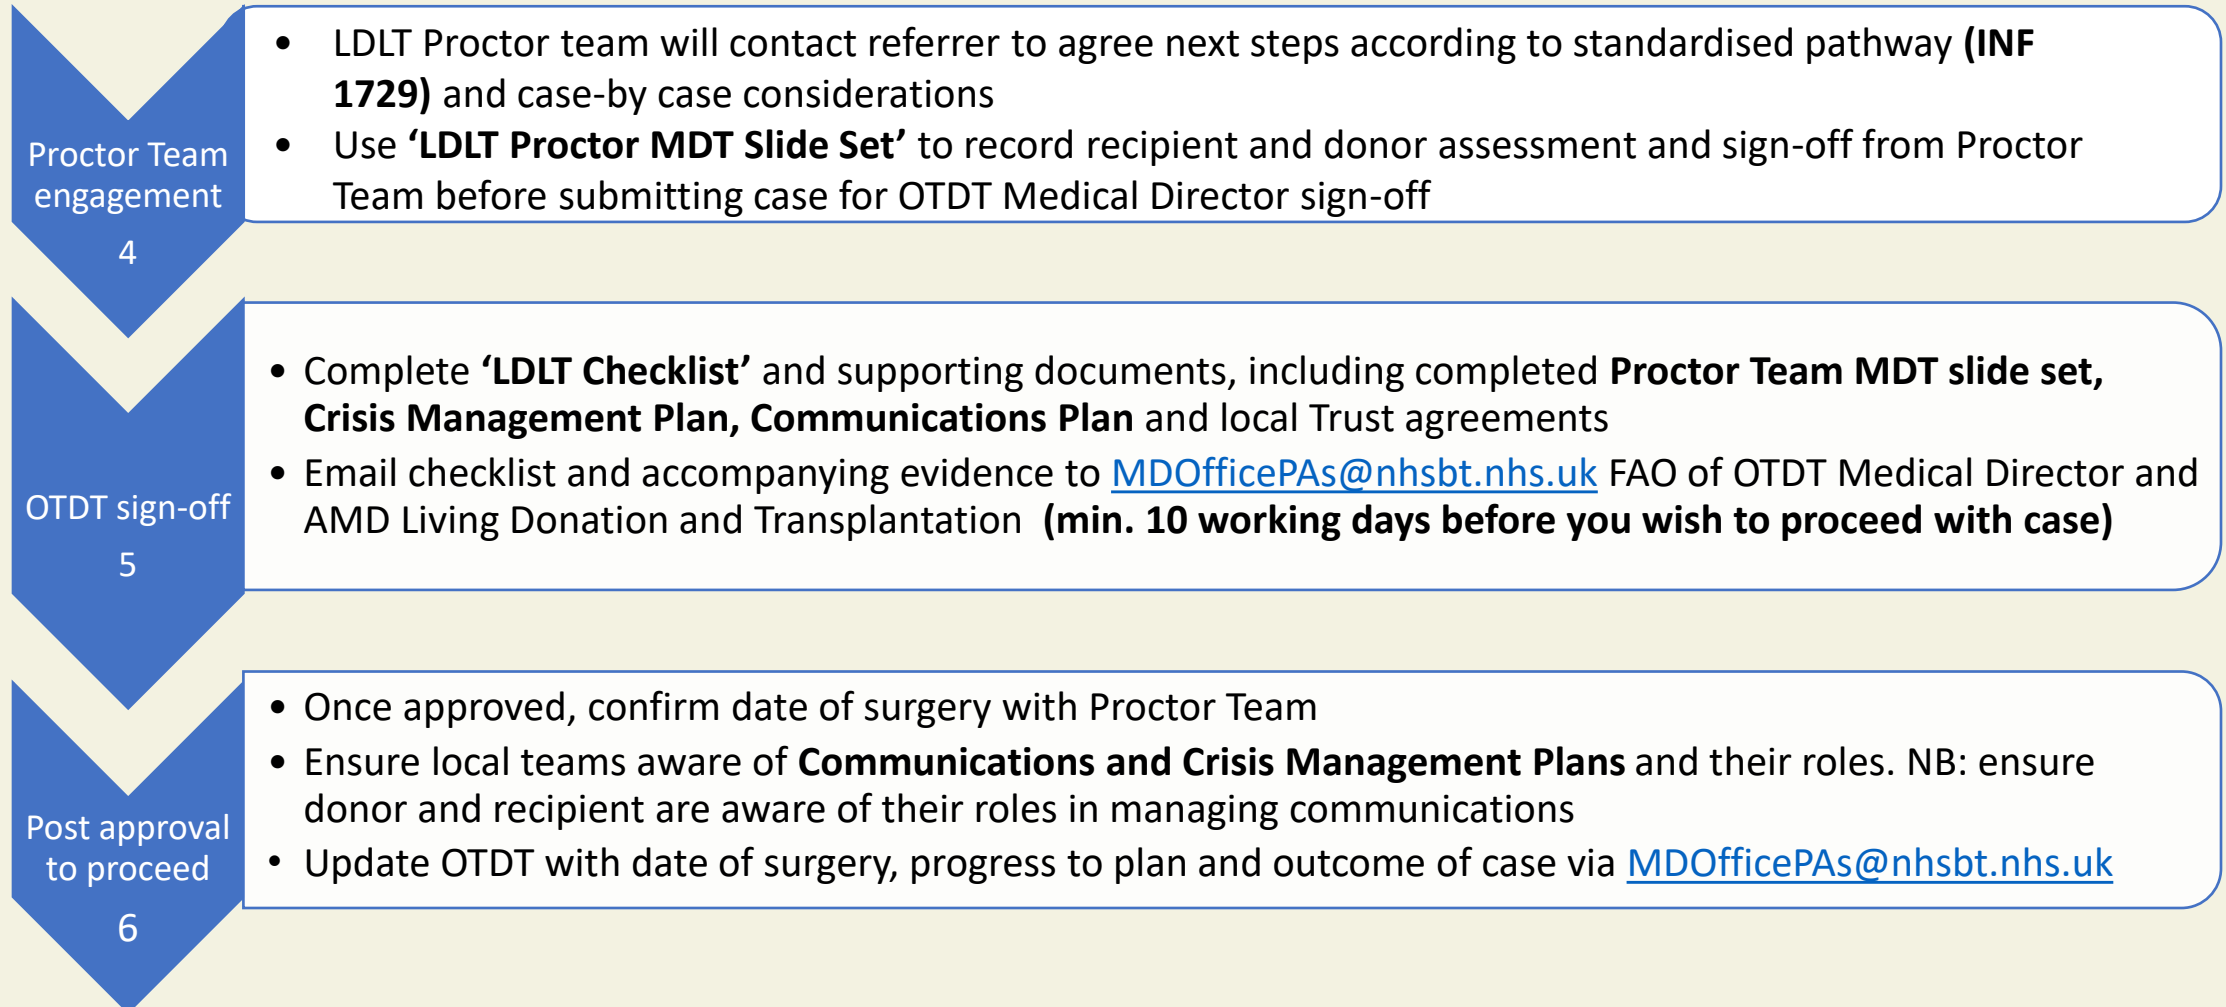 Proctor Team
engagement
4
• LDLT Proctor team will contact referrer to agree next steps according to standardised pathway (INF
1729) and case-by case considerations
• Use ‘LDLT Proctor MDT Slide Set’ to record recipient and donor assessment and sign-off from Proctor
Team before submitting case for OTDT Medical Director sign-off
OTDT sign-off
5
• Complete ‘LDLT Checklist’ and supporting documents, including completed Proctor Team MDT slide set,
Crisis Management Plan, Communications Plan and local Trust agreements
• Email checklist and accompanying evidence to MDOfficePAs@nhsbt.nhs.uk FAO of OTDT Medical Director and
AMD Living Donation and Transplantation (min. 10 working days before you wish to proceed with case)
Post approval
to proceed
6
• Once approved, confirm date of surgery with Proctor Team
• Ensure local teams aware of Communications and Crisis Management Plans and their roles. NB: ensure
donor and recipient are aware of their roles in managing communications
• Update OTDT with date of surgery, progress to plan and outcome of case via MDOfficePAs@nhsbt.nhs.uk